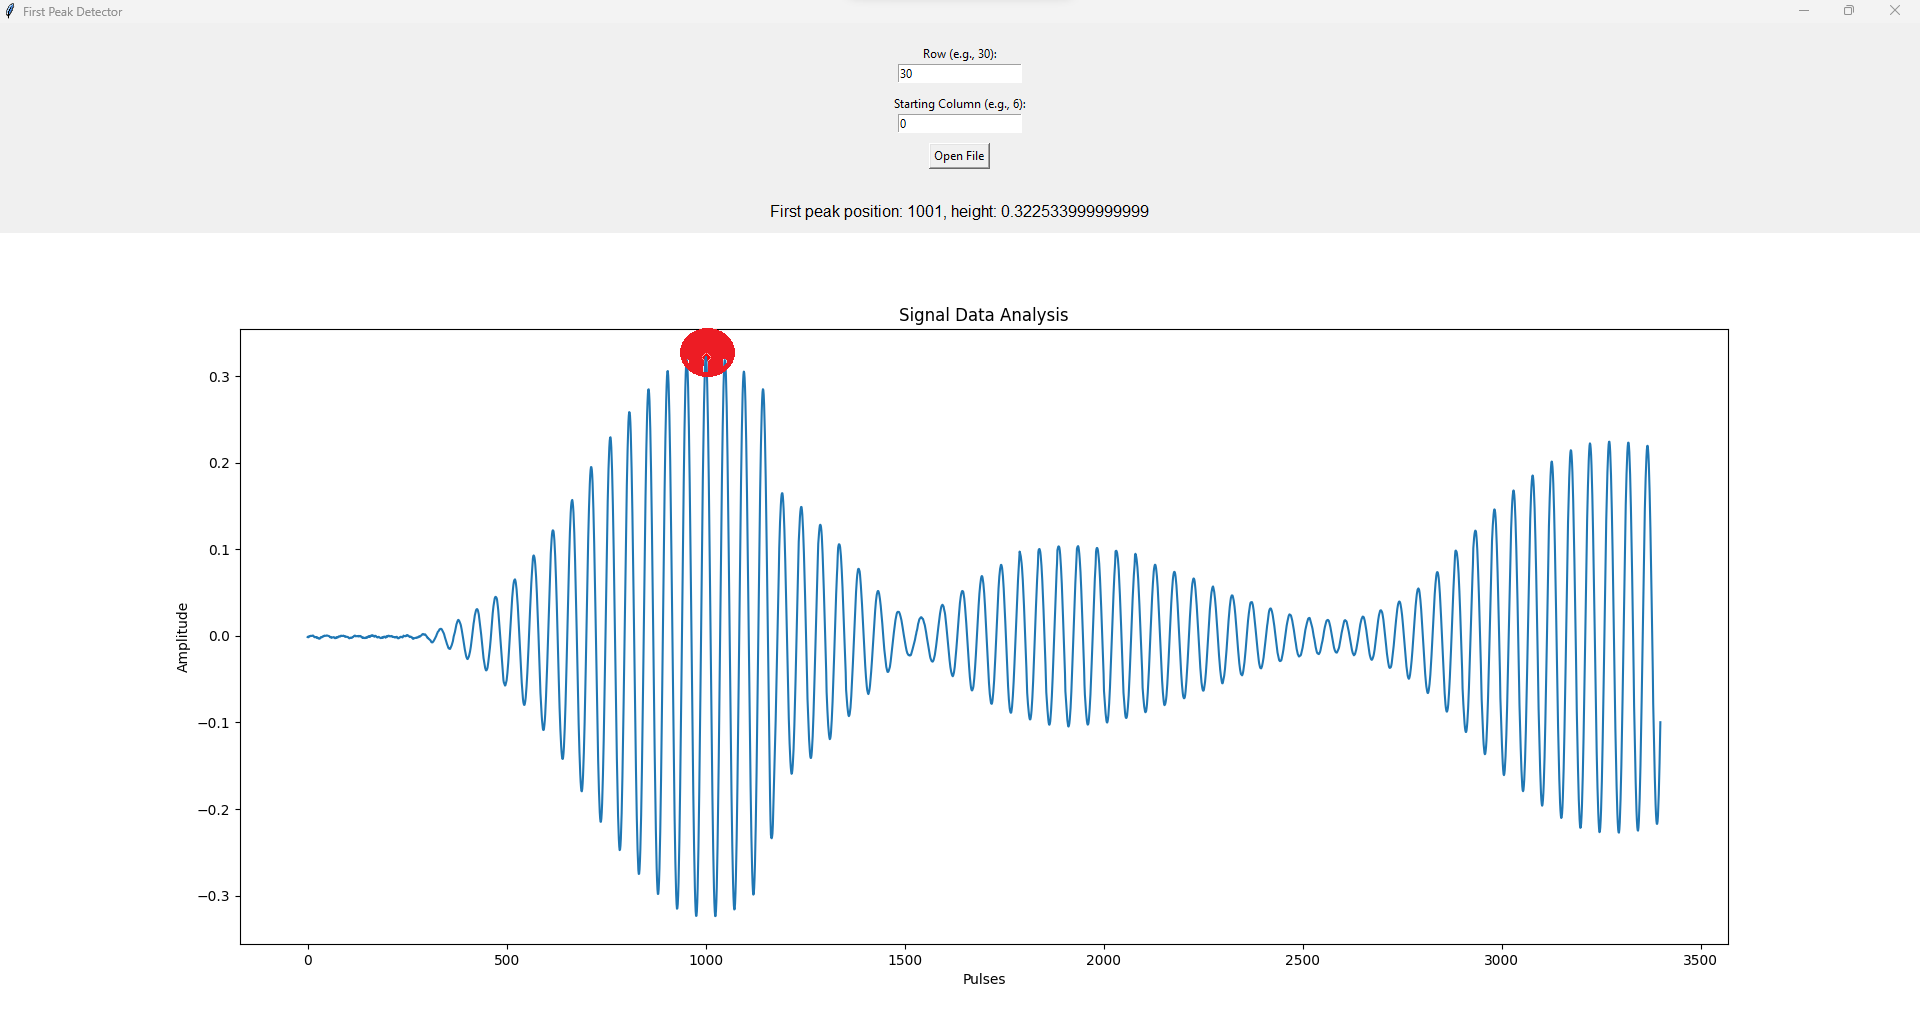 First Peak Detector
Row (e.g., 30):
30
Starting Column (e.g., 6):
0
Open File
First peak position: 1001, height: 0.322533999999999
Signal Data Analysis
0.3
0.2
0.1
0.0
−0.1
−0.2
−0.3
Amplitude
0 500 1000 1500 2000 2500 3000 3500
Pulses